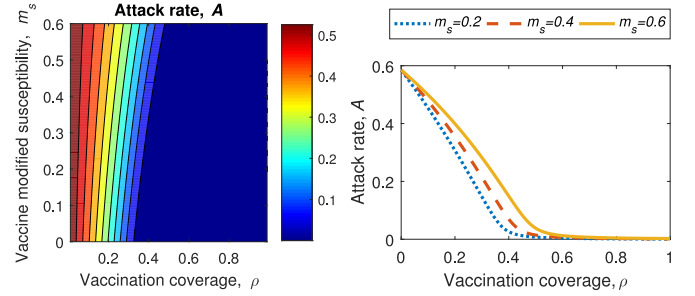 Attack rate, A
Vaccine modified susceptibility, m_s
0.6
0.5
0.4
0.3
0.2
0.1
0
0.2 0.4 0.6 0.8
Vaccination coverage, ρ
0.5
0.4
0.3
0.2
0.1
m_s=0.2 m_s=0.4 m_s=0.6
Attack rate, A
0.6
0.4
0.2
0
0 0.2 0.4 0.6 0.8 1
Vaccination coverage, ρ